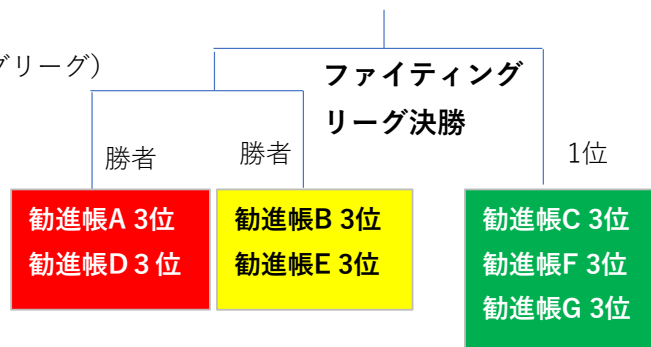 グリーグ）
ファイティング
リーグ決勝
勝者
勝者
1位
勧進帳A 3位
勧進帳D３位
勧進帳B 3位
勧進帳E 3位
勧進帳C 3位
勧進帳F 3位
勧進帳G 3位